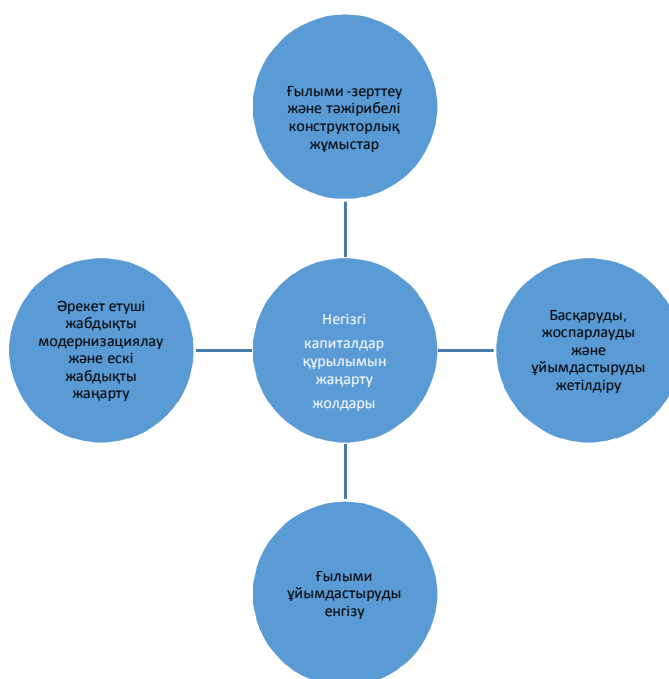 Ғылыми -зерттеу
және тәжірибелі
конструкторлық
жұмыстар
Әрекет етуші
жабдықты
модернизациялау
және ескі
жабдықты
жаңарту
Негізгі
капиталдар
құрылымын
жаңарту
жолдары
Басқаруды,
жоспарлауды
және
ұйымдастыруды
жетілдіру
Ғылыми
ұйымдастыруды
енгізу